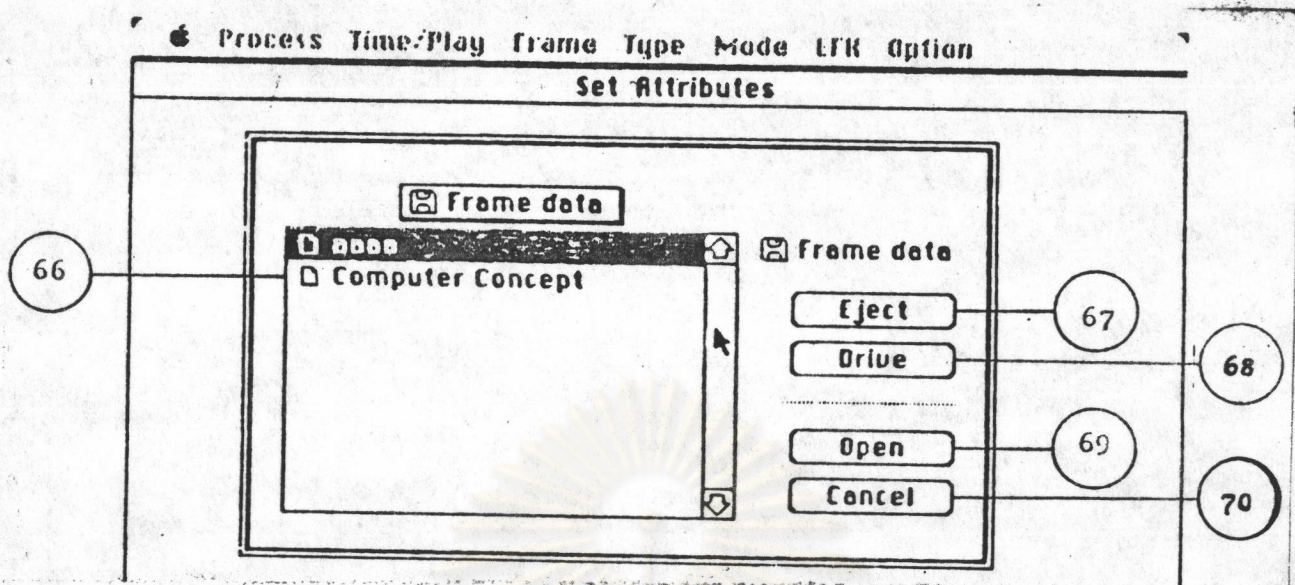 Process Time/Play Frame Type Mode Option
Set Attributes
Frame data
Computer Concept
Frame data
Eject
Drive
Open
Cancel
66
67
68
69
70